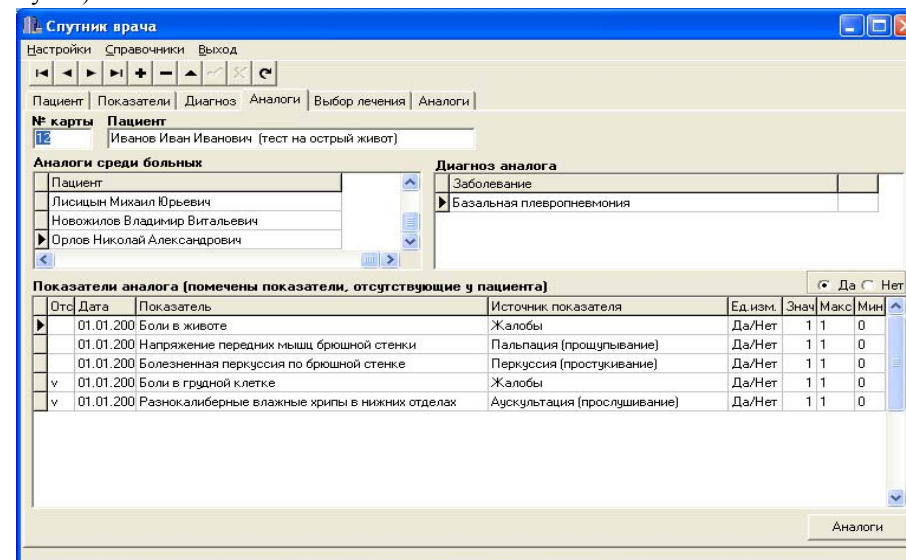 Спутник врача
Настройки Справочники Выход
Пациент Показатели Диагноз Аналоги Выбор лечения Аналоги
№ карты Пациент
12 Иванов Иван Иванович (тест на острый живот)
Аналоги среди больных Диагноз аналога
Пациент Заболевание
Лисицын Михаил Юрьевич Базальная плевропневмония
Новожилов Владимир Витальевич
Орлов Николай Александрович
Показатели аналога (помечены показатели, отсутствующие у пациента) Да Нет
Отс Дата Показатель Источник показателя Ед.изм. Знач Макс Мин
01.01.200 Боли в животе Жалобы Да/Нет 1 1 0
01.01.200 Напряжение передних мышц брюшной стенки Пальпация (прощупывание) Да/Нет 1 1 0
01.01.200 Болезненная перкуссия по брюшной стенке Перкуссия (простукивание) Да/Нет 1 1 0
v 01.01.200 Боли в грудной клетке Жалобы Да/Нет 1 1 0
v 01.01.200 Разнокалиберные влажные хрипы в нижних отделах Аускультация (прослушивание) Да/Нет 1 1 0
Аналоги